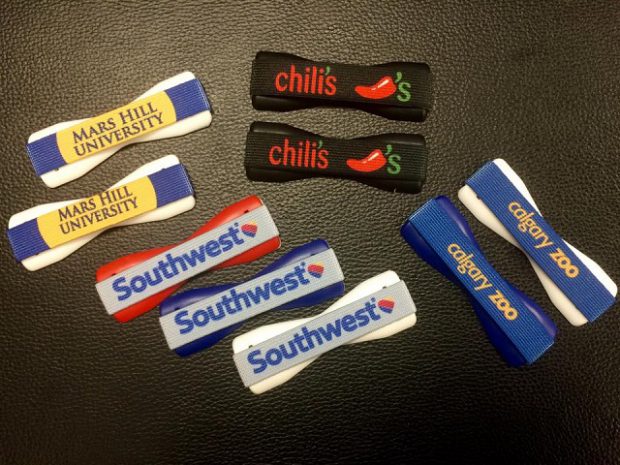 MARS HILL
UNIVERSITY
MARS HILL
UNIVERSITY
chili's 's
chili's 's
Southwest
Southwest
Southwest
calgary zoo
calgary zoo